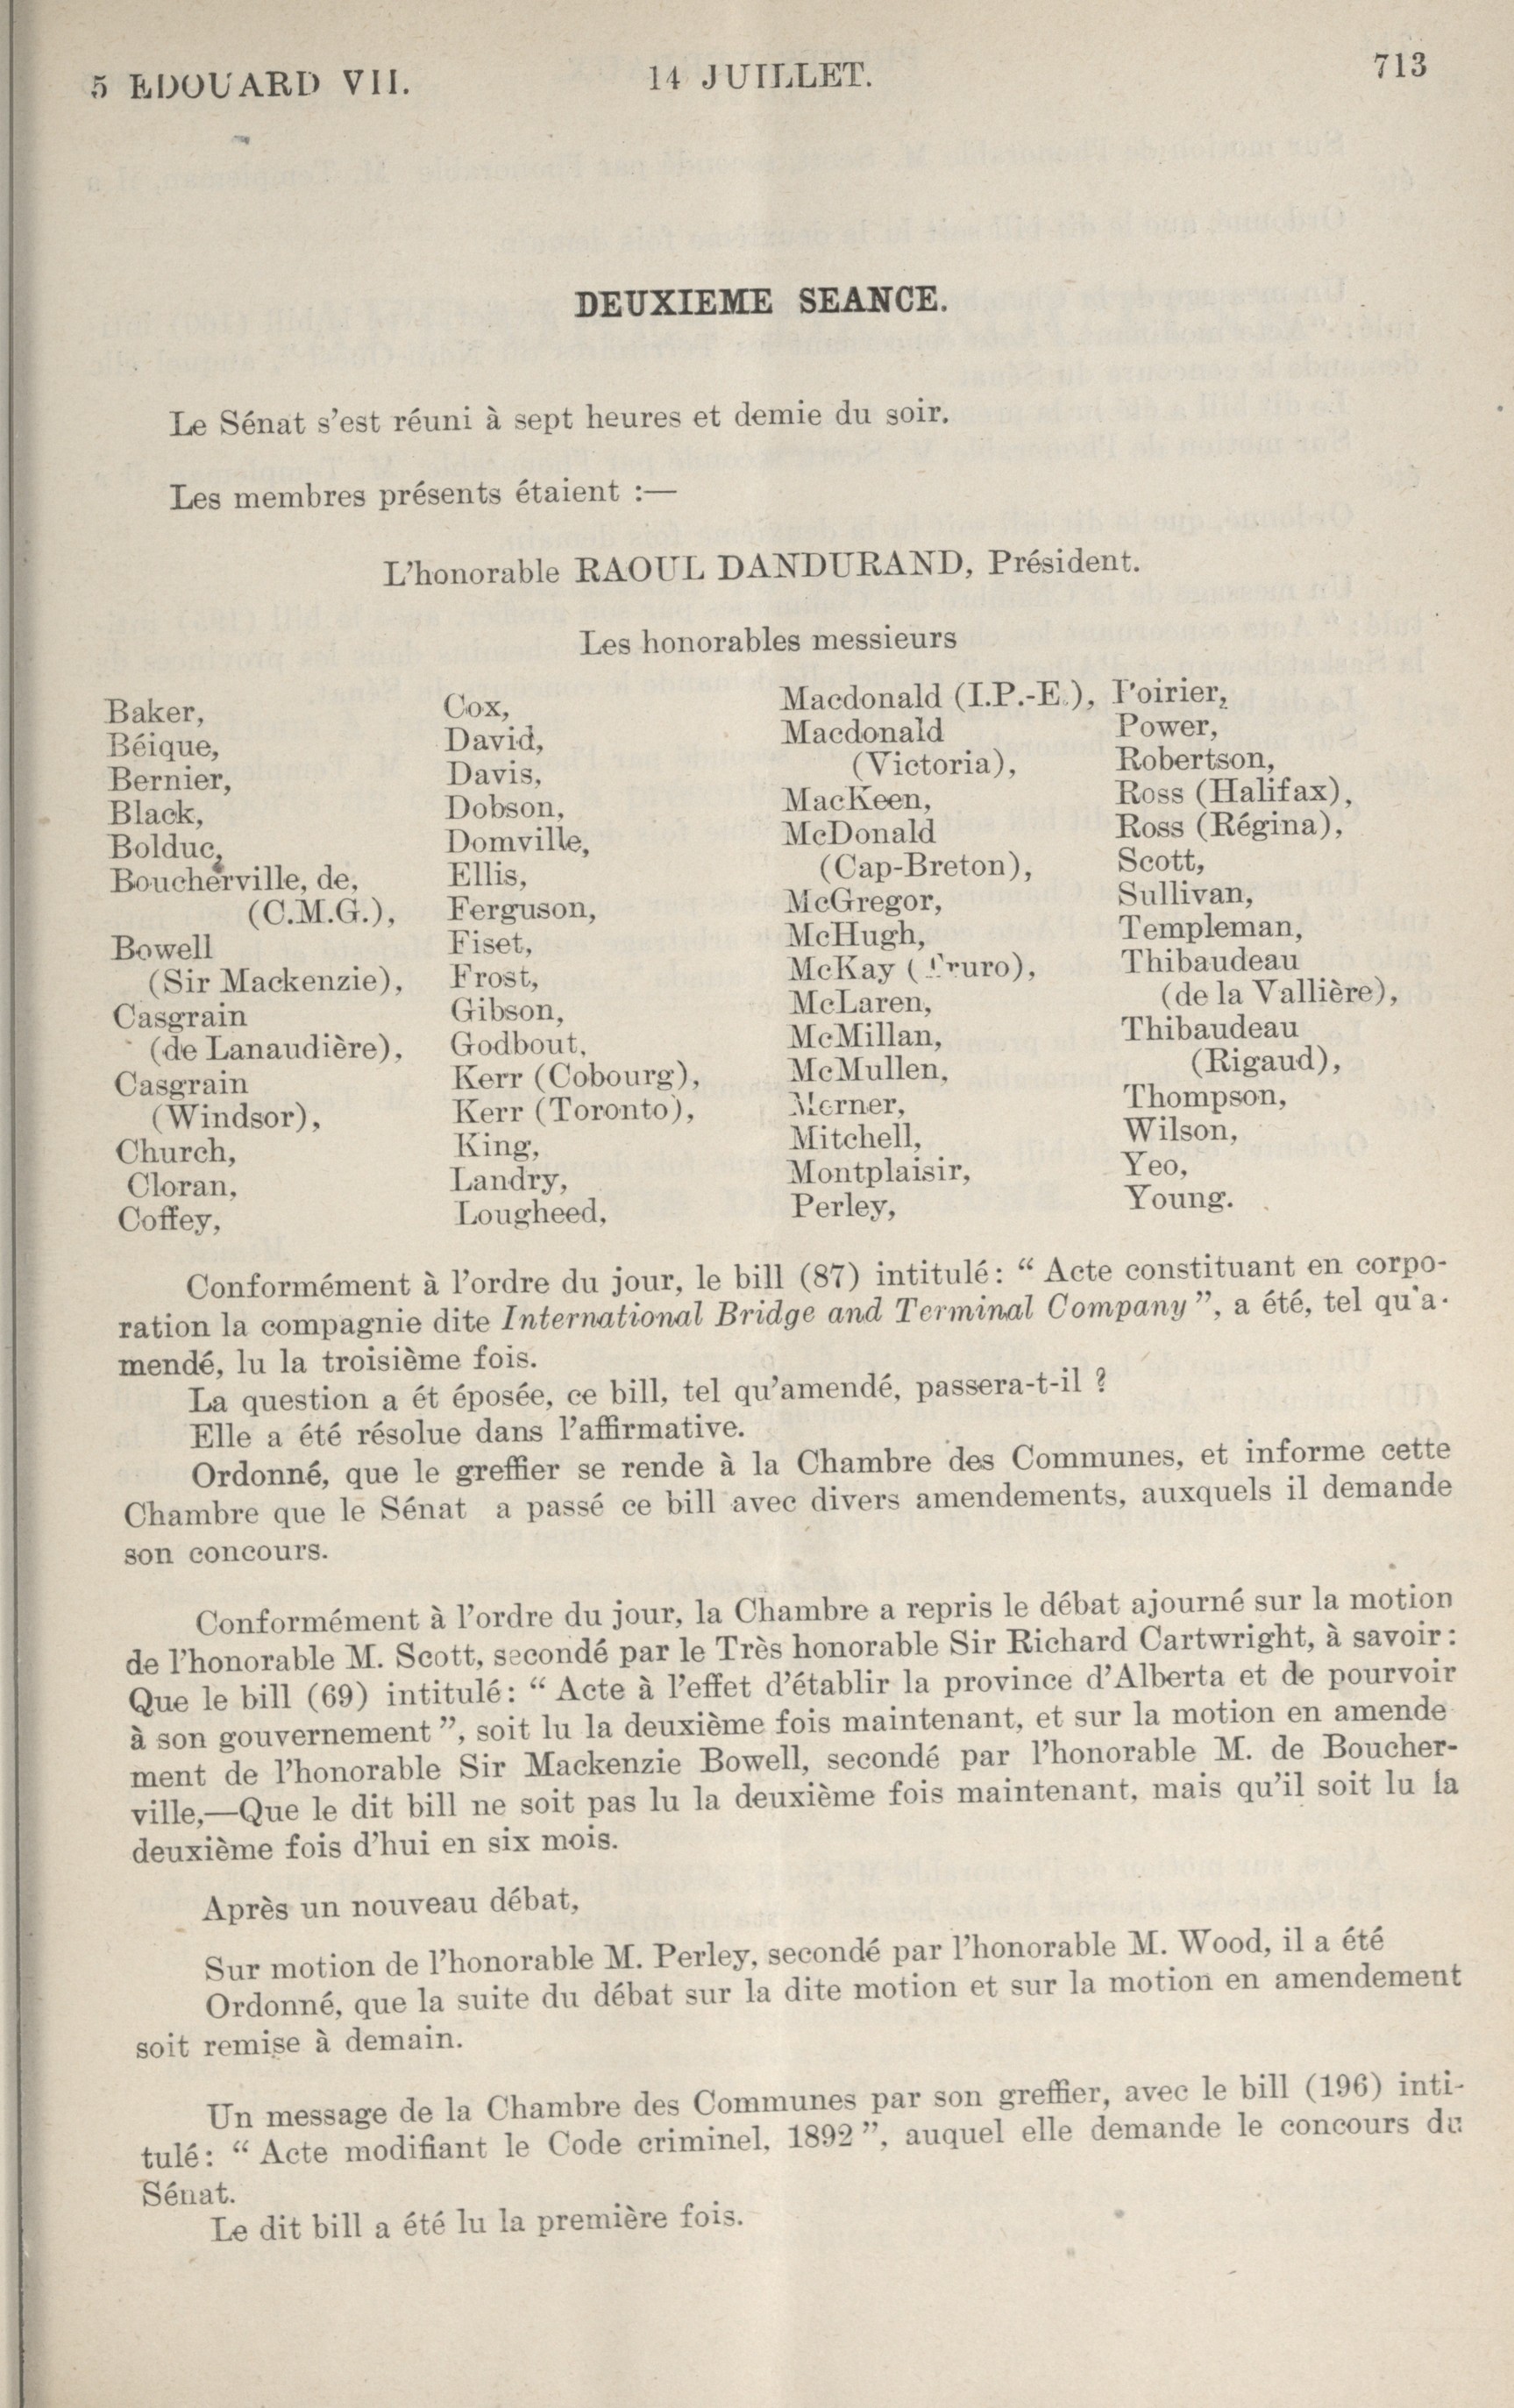 5 EDOUARD VII.
14 JUILLET.
713
DEUXIEME SEANCE.
Le Sénat s'est réuni à sept heures et demie du soir.
Les membres présents étaient :—
L'honorable RAOUL DANDURAND, Président.
Les honorables messieurs
Baker,
Béique,
Bernier,
Black,
Bolduc,
Boucherville, de,
(C.M.G.),
Bowell
(Sir Mackenzie),
Casgrain
(de Lanaudière),
Casgrain
(Windsor),
Church,
Cloran,
Coffey,
Cox,
David,
Davis,
Dobson,
Domville,
Ellis,
Ferguson,
Fiset,
Frost,
Gibson,
Godbout,
Kerr (Cobourg),
Kerr (Toronto),
King,
Landry,
Lougheed,
Macdonald (I.P.-E.),
Macdonald
(Victoria),
MacKeen,
McDonald
(Cap-Breton),
McGregor,
McHugh,
McKay (Truro),
McLaren,
McMillan,
McMullen,
Merner,
Mitchell,
Montplaisir,
Perley,
Poirier,
Power,
Robertson,
Ross (Halifax),
Ross (Régina),
Scott,
Sullivan,
Templeman,
Thibaudeau
(de la Vallière),
Thibaudeau
(Rigaud),
Thompson,
Wilson,
Yeo,
Young.
Conformément à l'ordre du jour, le bill (87) intitulé: “ Acte constituant en corpo-
ration la compagnie dite International Bridge and Terminal Company ”, a été, tel qu'a-
mendé, lu la troisième fois.
La question a ét éposée, ce bill, tel qu'amendé, passera-t-il ?
Elle a été résolue dans l'affirmative.
Ordonné, que le greffier se rende à la Chambre des Communes, et informe cette
Chambre que le Sénat a passé ce bill avec divers amendements, auxquels il demande
son concours.
Conformément à l'ordre du jour, la Chambre a repris le débat ajourné sur la motion
de l'honorable M. Scott, secondé par le Très honorable Sir Richard Cartwright, à savoir :
Que le bill (69) intitulé: “ Acte à l'effet d'établir la province d'Alberta et de pourvoir
à son gouvernement ”, soit lu la deuxième fois maintenant, et sur la motion en amende
ment de l'honorable Sir Mackenzie Bowell, secondé par l'honorable M. de Boucher-
ville,—Que le dit bill ne soit pas lu la deuxième fois maintenant, mais qu'il soit lu la
deuxième fois d'hui en six mois.
Après un nouveau débat,
Sur motion de l'honorable M. Perley, secondé par l'honorable M. Wood, il a été
Ordonné, que la suite du débat sur la dite motion et sur la motion en amendement
soit remise à demain.
Un message de la Chambre des Communes par son greffier, avec le bill (196) inti-
tulé: “ Acte modifiant le Code criminel, 1892 ”, auquel elle demande le concours du
Sénat.
Le dit bill a été lu la première fois.